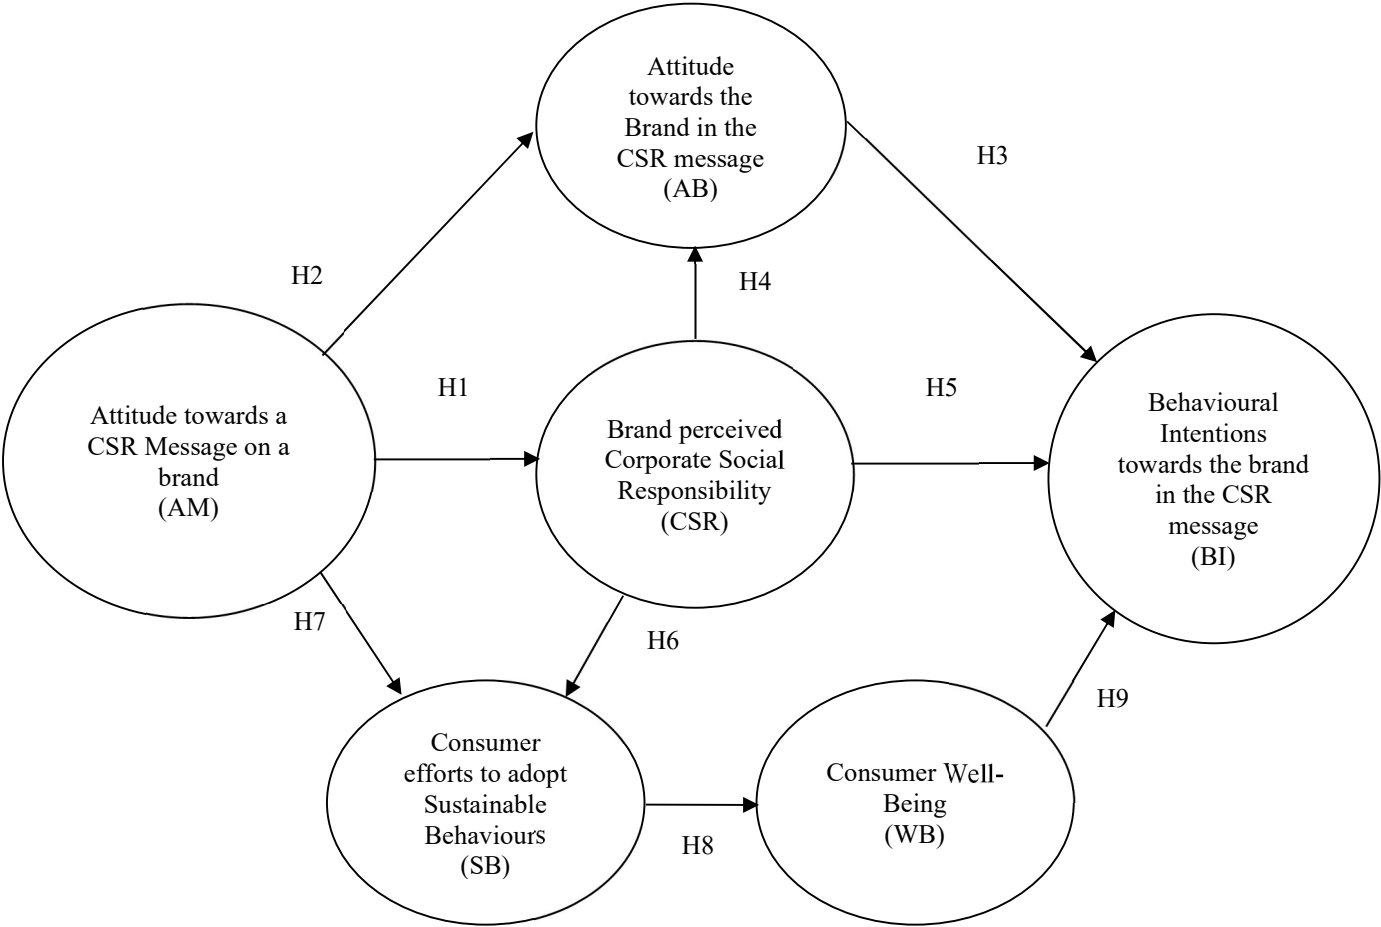 Attitude
towards the
Brand in the
CSR message
(AB)
H3
H2
H4
Attitude towards a
CSR Message on a
brand
(AM)
H1
Brand perceived
Corporate Social
Responsibility
(CSR)
H5
Behavioural
Intentions
towards the brand
in the CSR
message
(BI)
H7
H6
H9
Consumer
efforts to adopt
Sustainable
Behaviours
(SB)
H8
Consumer Well-
Being
(WB)